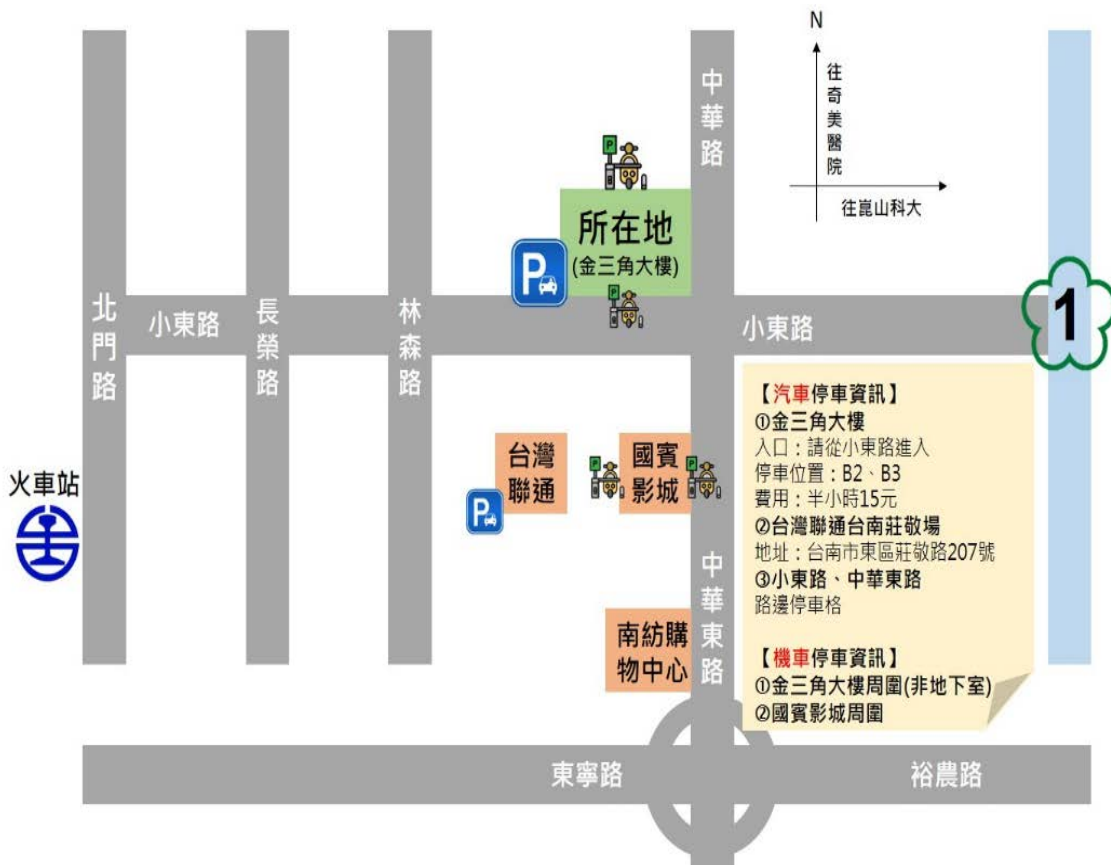 N
往奇美醫院
往崑山科大
中華路
P
所在地
(金三角大樓)
P
P
北門路
小東路
長榮路
林森路
小東路
1
火車站
台灣
聯通
P
國賓
影城
P
P
中華東路
南紡購
物中心
【汽車停車資訊】
①金三角大樓
入口：請從小東路進入
停車位置：B2、B3
費用：半小時15元
②台灣聯通台南莊敬場
地址：台南市東區莊敬路207號
③小東路、中華東路
路邊停車格
【機車停車資訊】
①金三角大樓周圍(非地下室)
②國賓影城周圍
東寧路
裕農路